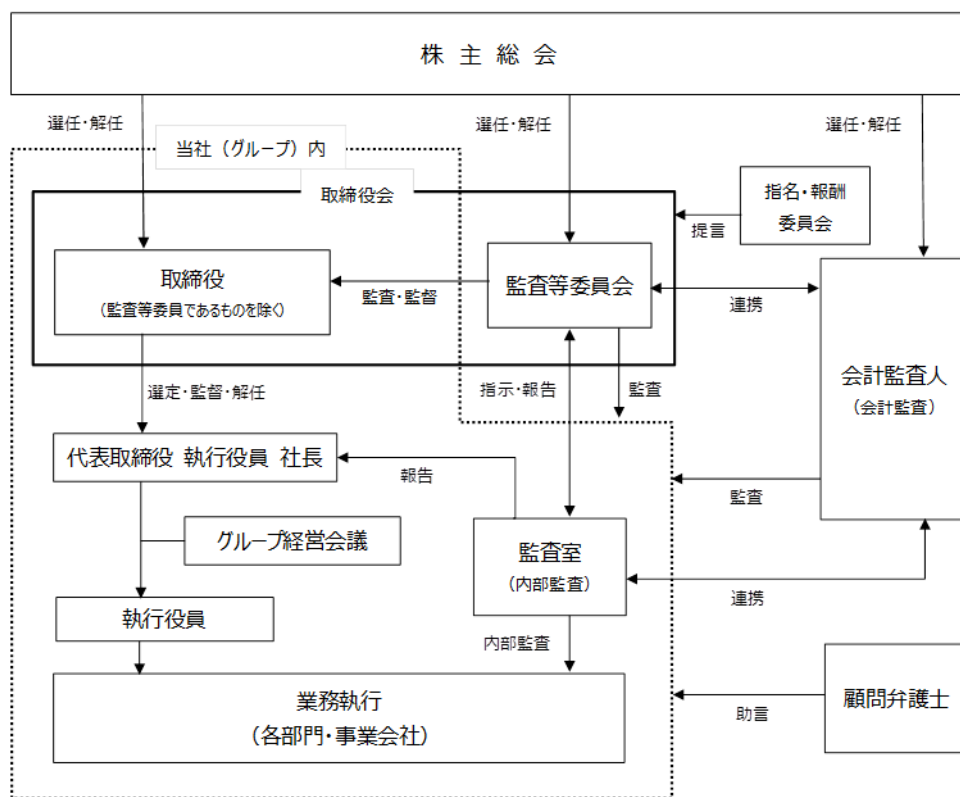 株 主 総 会
選任・解任
選任・解任
選任・解任
当社（グループ）内
取締役会
指名・報酬
委員会
提言
取締役
（監査等委員であるものを除く）
監査・監督
監査等委員会
連携
会計監査人
（会計監査）
選定・監督・解任
指示・報告
監査
代表取締役 執行役員 社長
報告
監査
グループ経営会議
監査室
（内部監査）
連携
執行役員
内部監査
業務執行
（各部門・事業会社）
助言
顧問弁護士